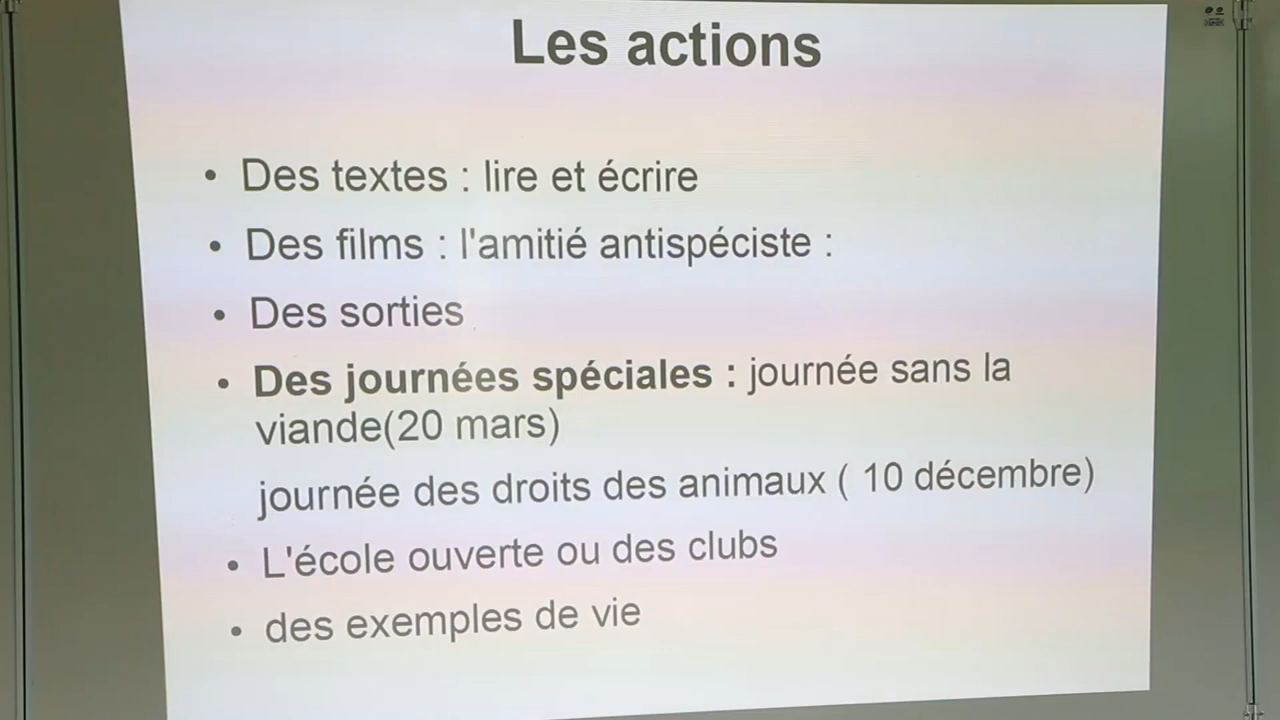 Les actions
• Des textes : lire et écrire
• Des films : l'amitié antispéciste :
• Des sorties
• Des journées spéciales : journée sans la
viande(20 mars)
journée des droits des animaux ( 10 décembre)
• L'école ouverte ou des clubs
• des exemples de vie